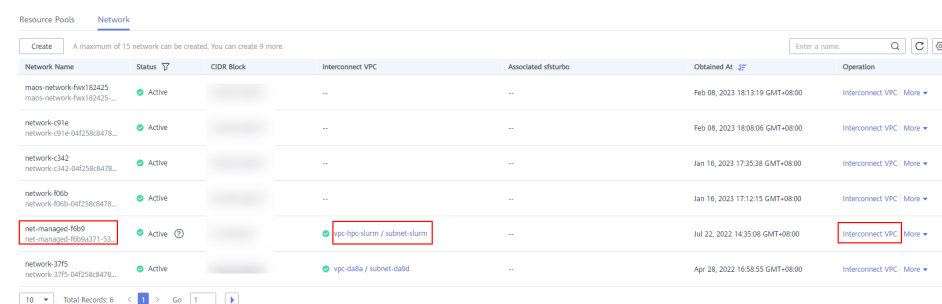 Resource Pools Network
Create A maximum of 15 network can be created. You can create 9 more. Enter a name.
Network Name Status CIDR Block Interconnect VPC Associated sfsturbo Obtained At Operation
maos-network-fwx182425 Active -- -- Feb 08, 2023 18:13:19 GMT+08:00 Interconnect VPC | More
maos-network-fwx182425-...
network-c91e Active -- -- Feb 08, 2023 18:08:06 GMT+08:00 Interconnect VPC | More
network-c91e-04f258c8478...
network-c342 Active -- -- Jan 16, 2023 17:35:38 GMT+08:00 Interconnect VPC | More
network-c342-04f258c8478...
network-f06b Active -- -- Jan 16, 2023 17:12:15 GMT+08:00 Interconnect VPC | More
network-f06b-04f258c8478...
net-managed-f6b9 Active ? vpc-hpc-slurm / subnet-slurm -- Jul 22, 2022 14:35:08 GMT+08:00 Interconnect VPC | More
net-managed-f6b9a371-53...
network-37f5 Active vpc-da8a / subnet-da9d -- Apr 28, 2022 16:58:55 GMT+08:00 Interconnect VPC | More
network-37f5-04f258c8478...
10 Total Records: 6 < 1 > Go 1